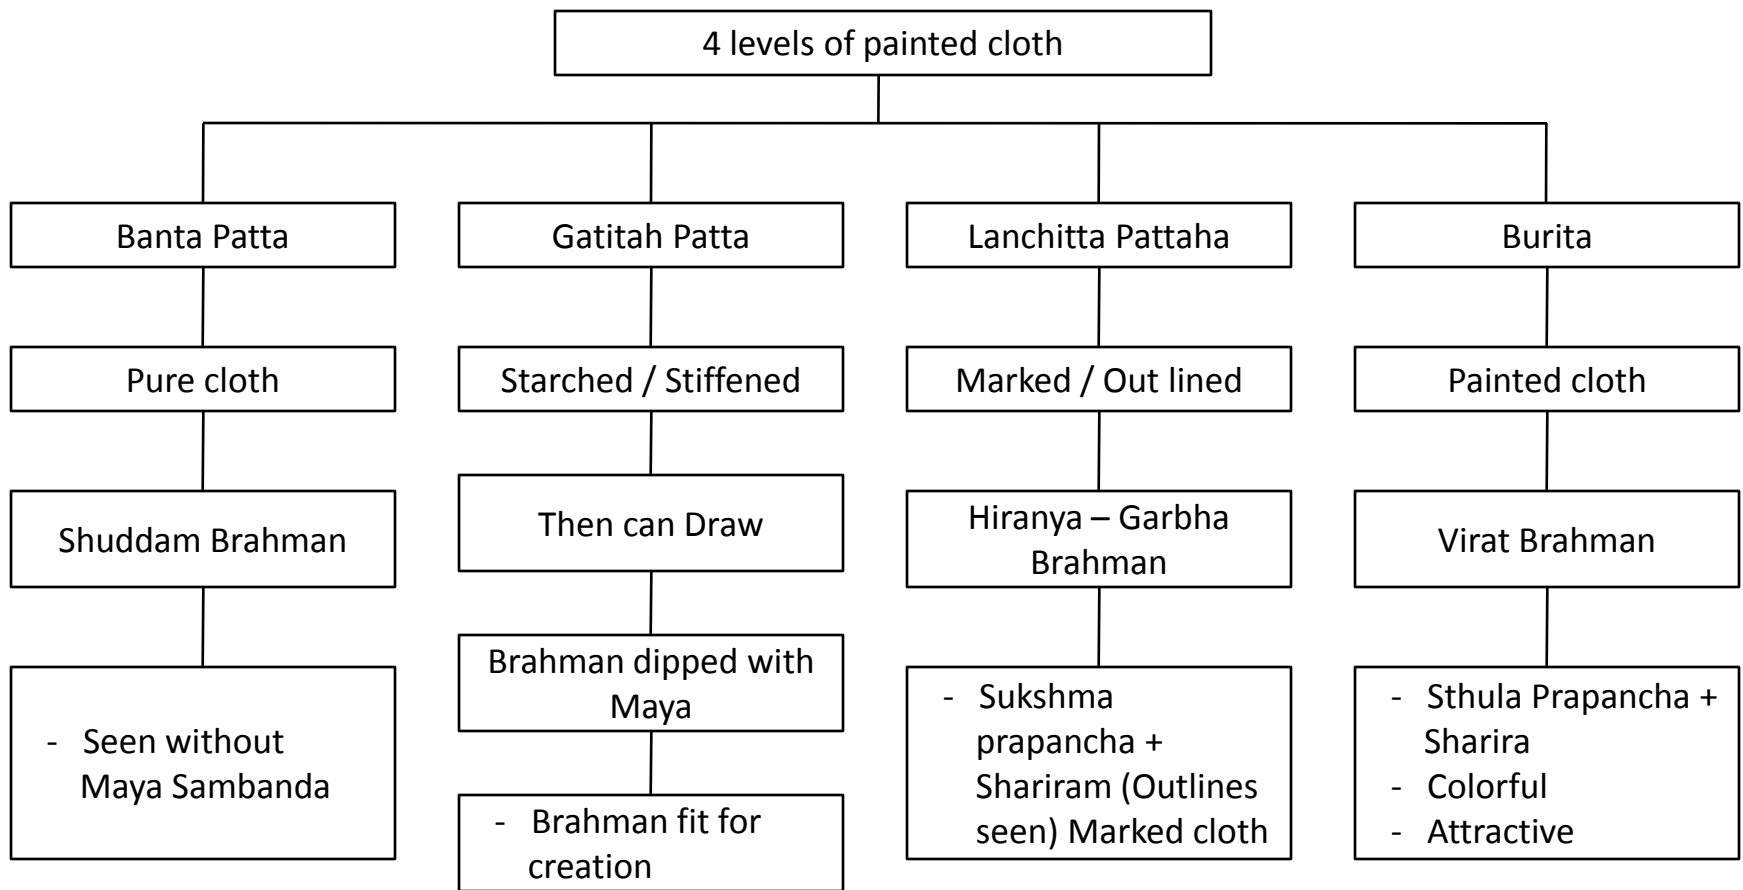 4 levels of painted cloth
Banta Patta
Pure cloth
Shuddam Brahman
- Seen without
Maya Sambanda
Gatitah Patta
Starched / Stiffened
Then can Draw
Brahman dipped with
Maya
- Brahman fit for
creation
Lanchitta Pattaha
Marked / Out lined
Hiranya – Garbha
Brahman
- Sukshma
prapancha +
Shariram (Outlines
seen) Marked cloth
Burita
Painted cloth
Virat Brahman
- Sthula Prapancha +
Sharira
- Colorful
- Attractive